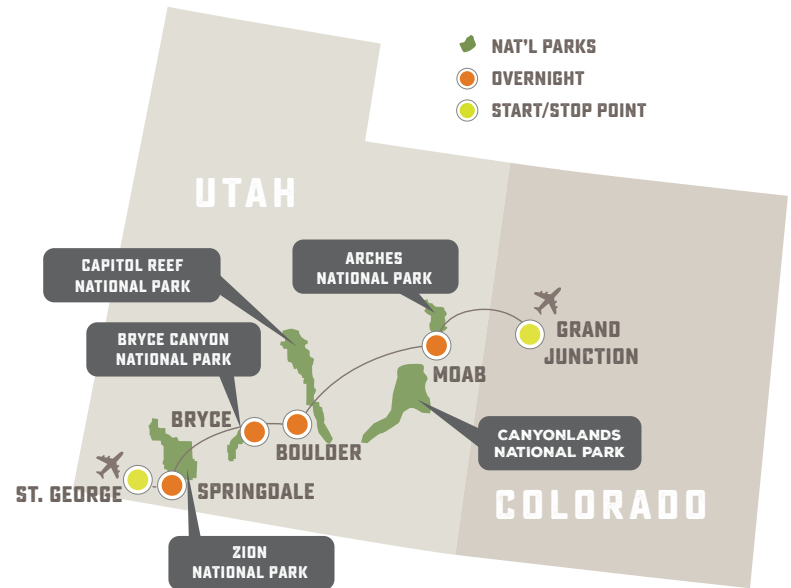 NAT'L PARKS
OVERNIGHT
START/STOP POINT
UTAH
CAPITOL REEF
NATIONAL PARK
ARCHES
NATIONAL PARK
BRYCE CANYON
NATIONAL PARK
GRAND
JUNCTION
MOAB
BRYCE
BOULDER
CANYONLANDS
NATIONAL PARK
ST. GEORGE
SPRINGDALE
COLORADO
ZION
NATIONAL PARK